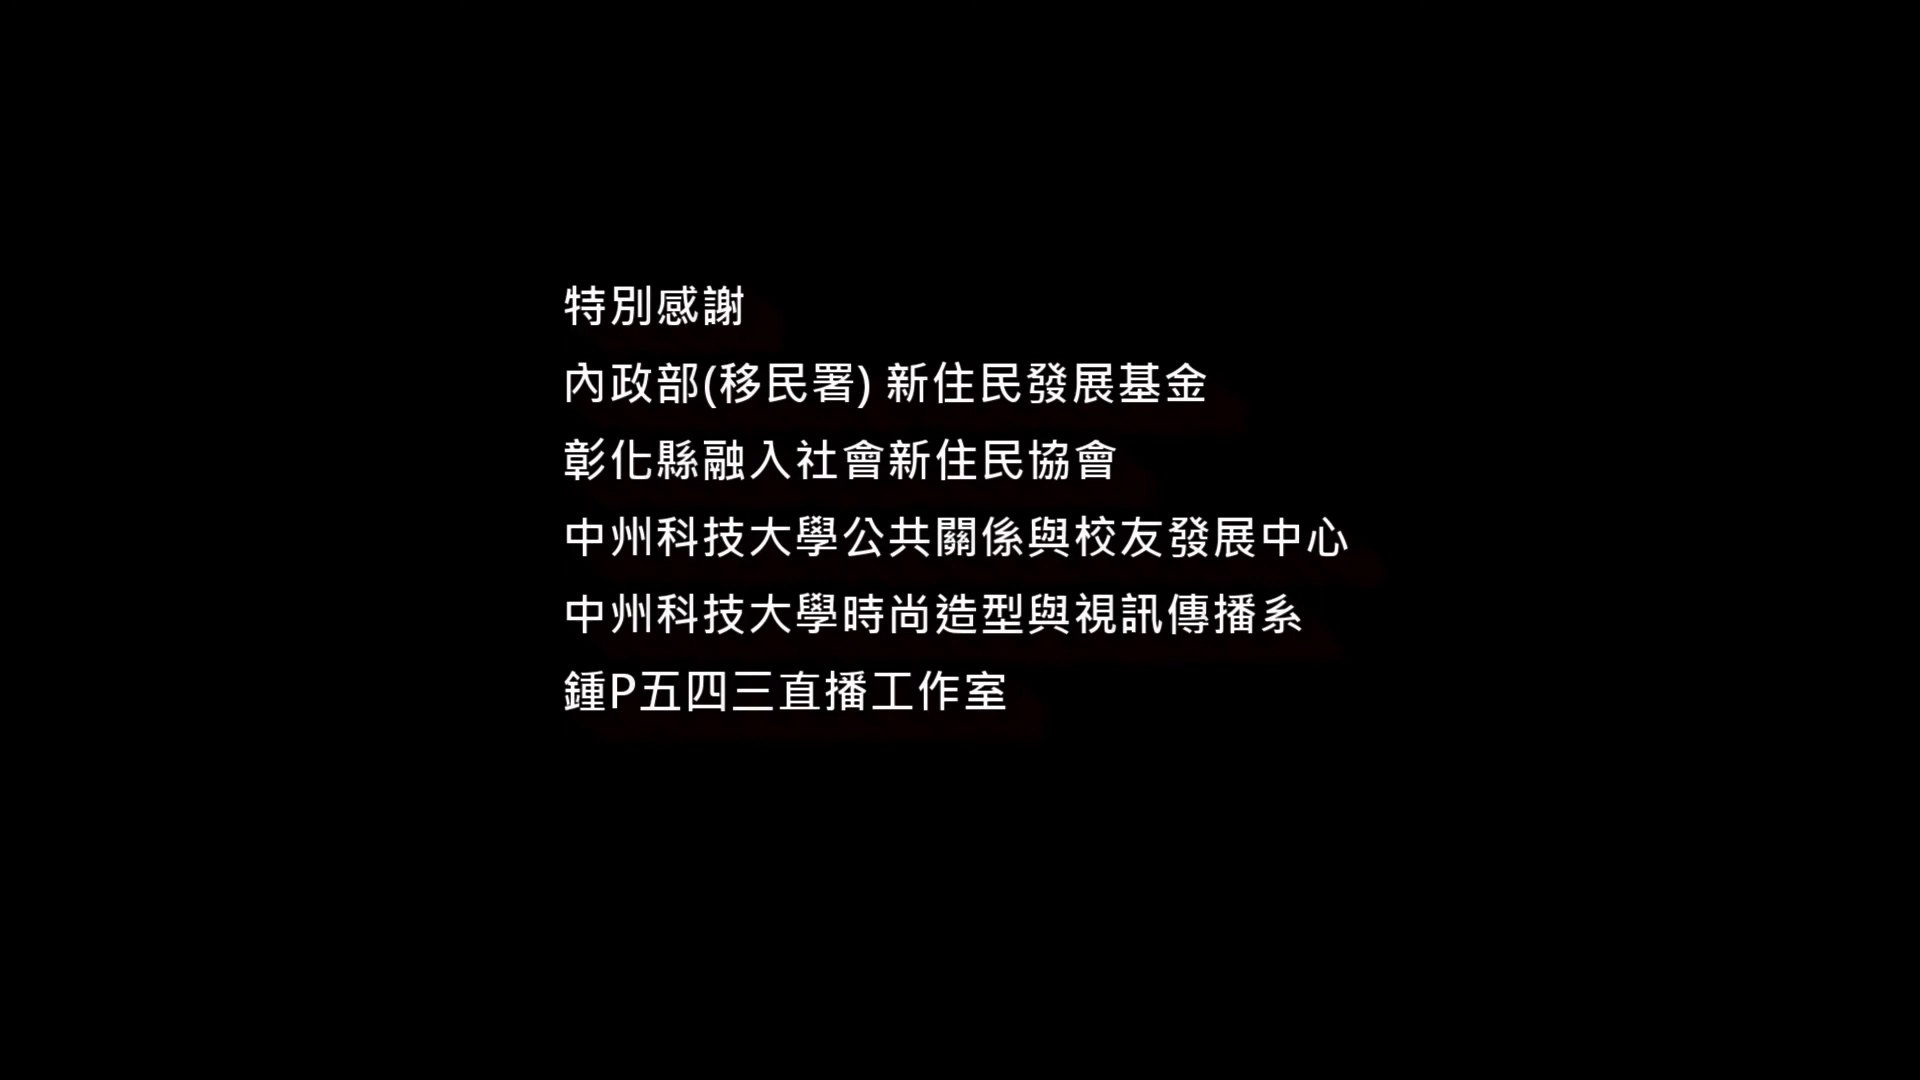 特別感謝
內政部(移民署) 新住民發展基金
彰化縣融入社會新住民協會
中州科技大學公共關係與校友發展中心
中州科技大學時尚造型與視訊傳播系
鍾P五四三直播工作室